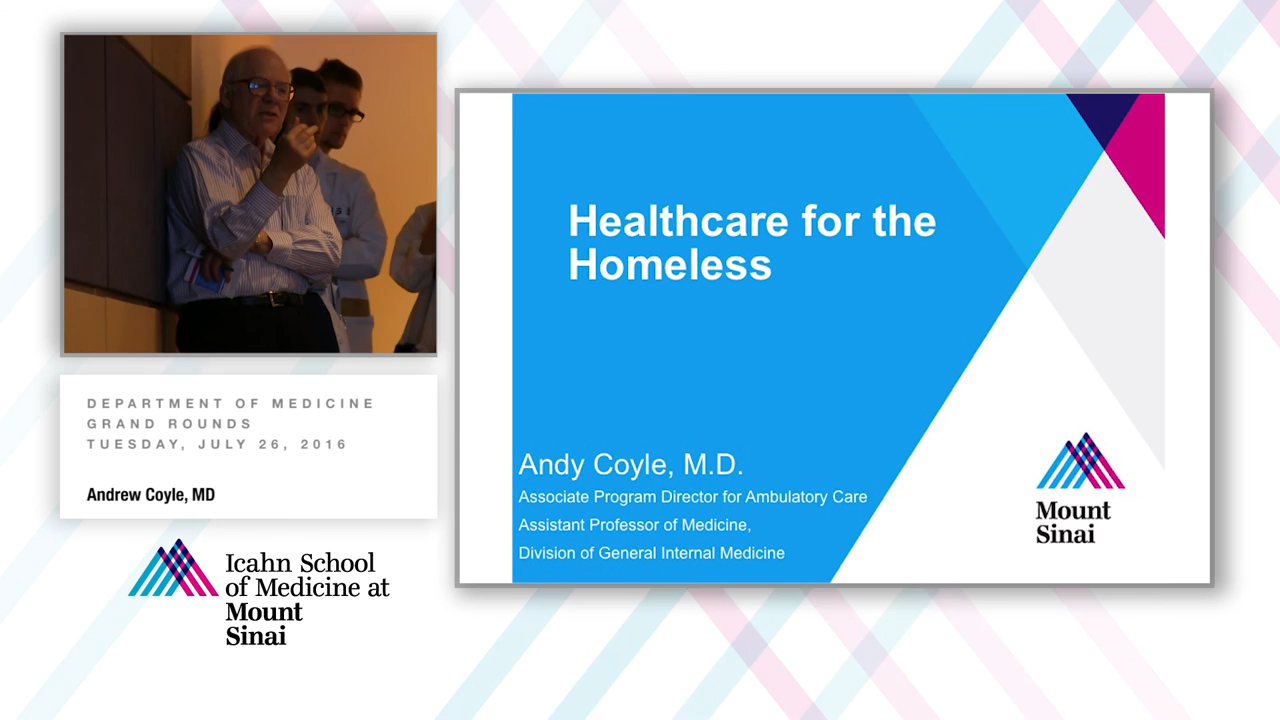 DEPARTMENT OF MEDICINE
GRAND ROUNDS
TUESDAY, JULY 26, 2016
Andrew Coyle, MD
Icahn School
of Medicine at
Mount
Sinai
Healthcare for the
Homeless
Andy Coyle, M.D.
Associate Program Director for Ambulatory Care
Assistant Professor of Medicine,
Division of General Internal Medicine
Mount
Sinai